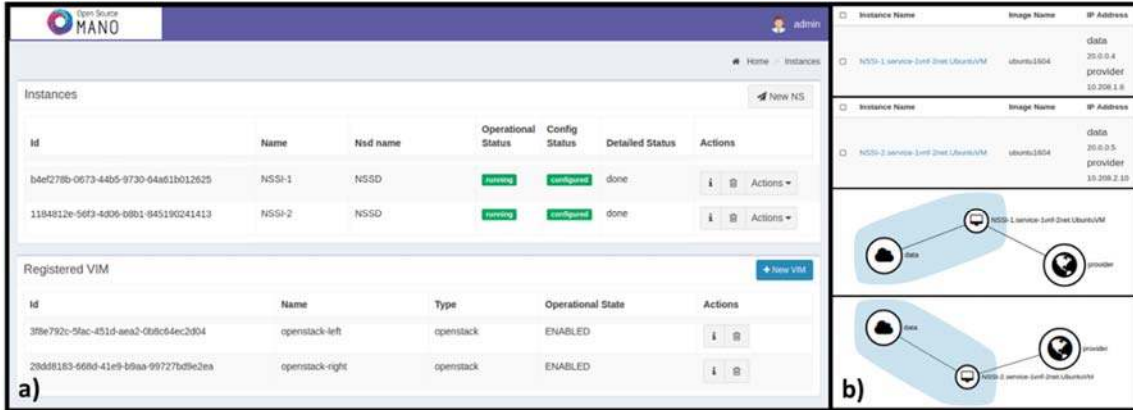 Open Source
MANO
admin
Home Instances
Instances
New NS
Id Name Nsd name Operational Status Config Status Detailed Status Actions
b4ef278b-0673-44b5-9730-64a61b012625 NSSI-1 NSSD running configured done i Actions
1184812e-56f3-4d06-b8b1-845190241413 NSSI-2 NSSD running configured done i Actions
Registered VIM
+ New VIM
Id Name Type Operational State Actions
3f8e792c-5fac-451d-aea2-0b8c64ec2d04 openstack-left openstack ENABLED i
28dd8183-668d-41e9-b9aa-99727bd9e2ea openstack-right openstack ENABLED i
a)
Instance Name Image Name IP Address
NSSI-1.service-1vnf-2net.UbuntuVM ubuntu1604
data
20.0.0.4
provider
10.208.1.6
Instance Name Image Name IP Address
NSSI-2.service-1vnf-2net.UbuntuVM ubuntu1604
data
20.0.0.5
provider
10.208.2.10
NSSI-1.service-1vnf-2net.UbuntuVM
data
provider
data
provider
NSSI-2.service-1vnf-2net.UbuntuVM
b)